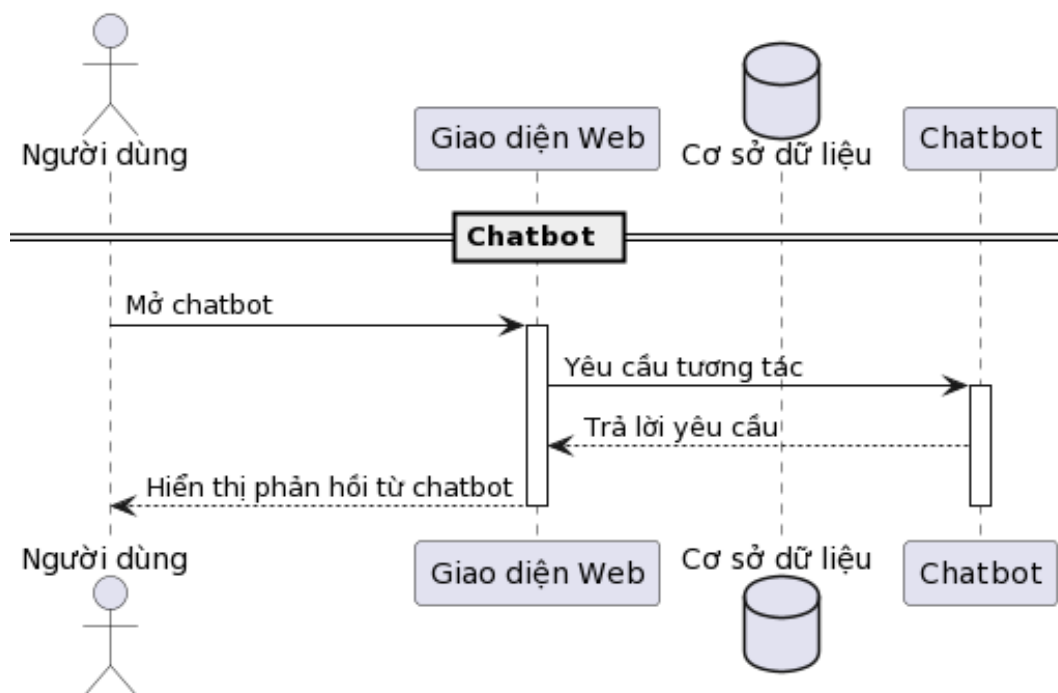 Người dùng
Giao diện Web
Cơ sở dữ liệu
Chatbot
Chatbot
Mở chatbot
Yêu cầu tương tác
Trả lời yêu cầu
Hiển thị phản hồi từ chatbot
Người dùng
Giao diện Web
Cơ sở dữ liệu
Chatbot